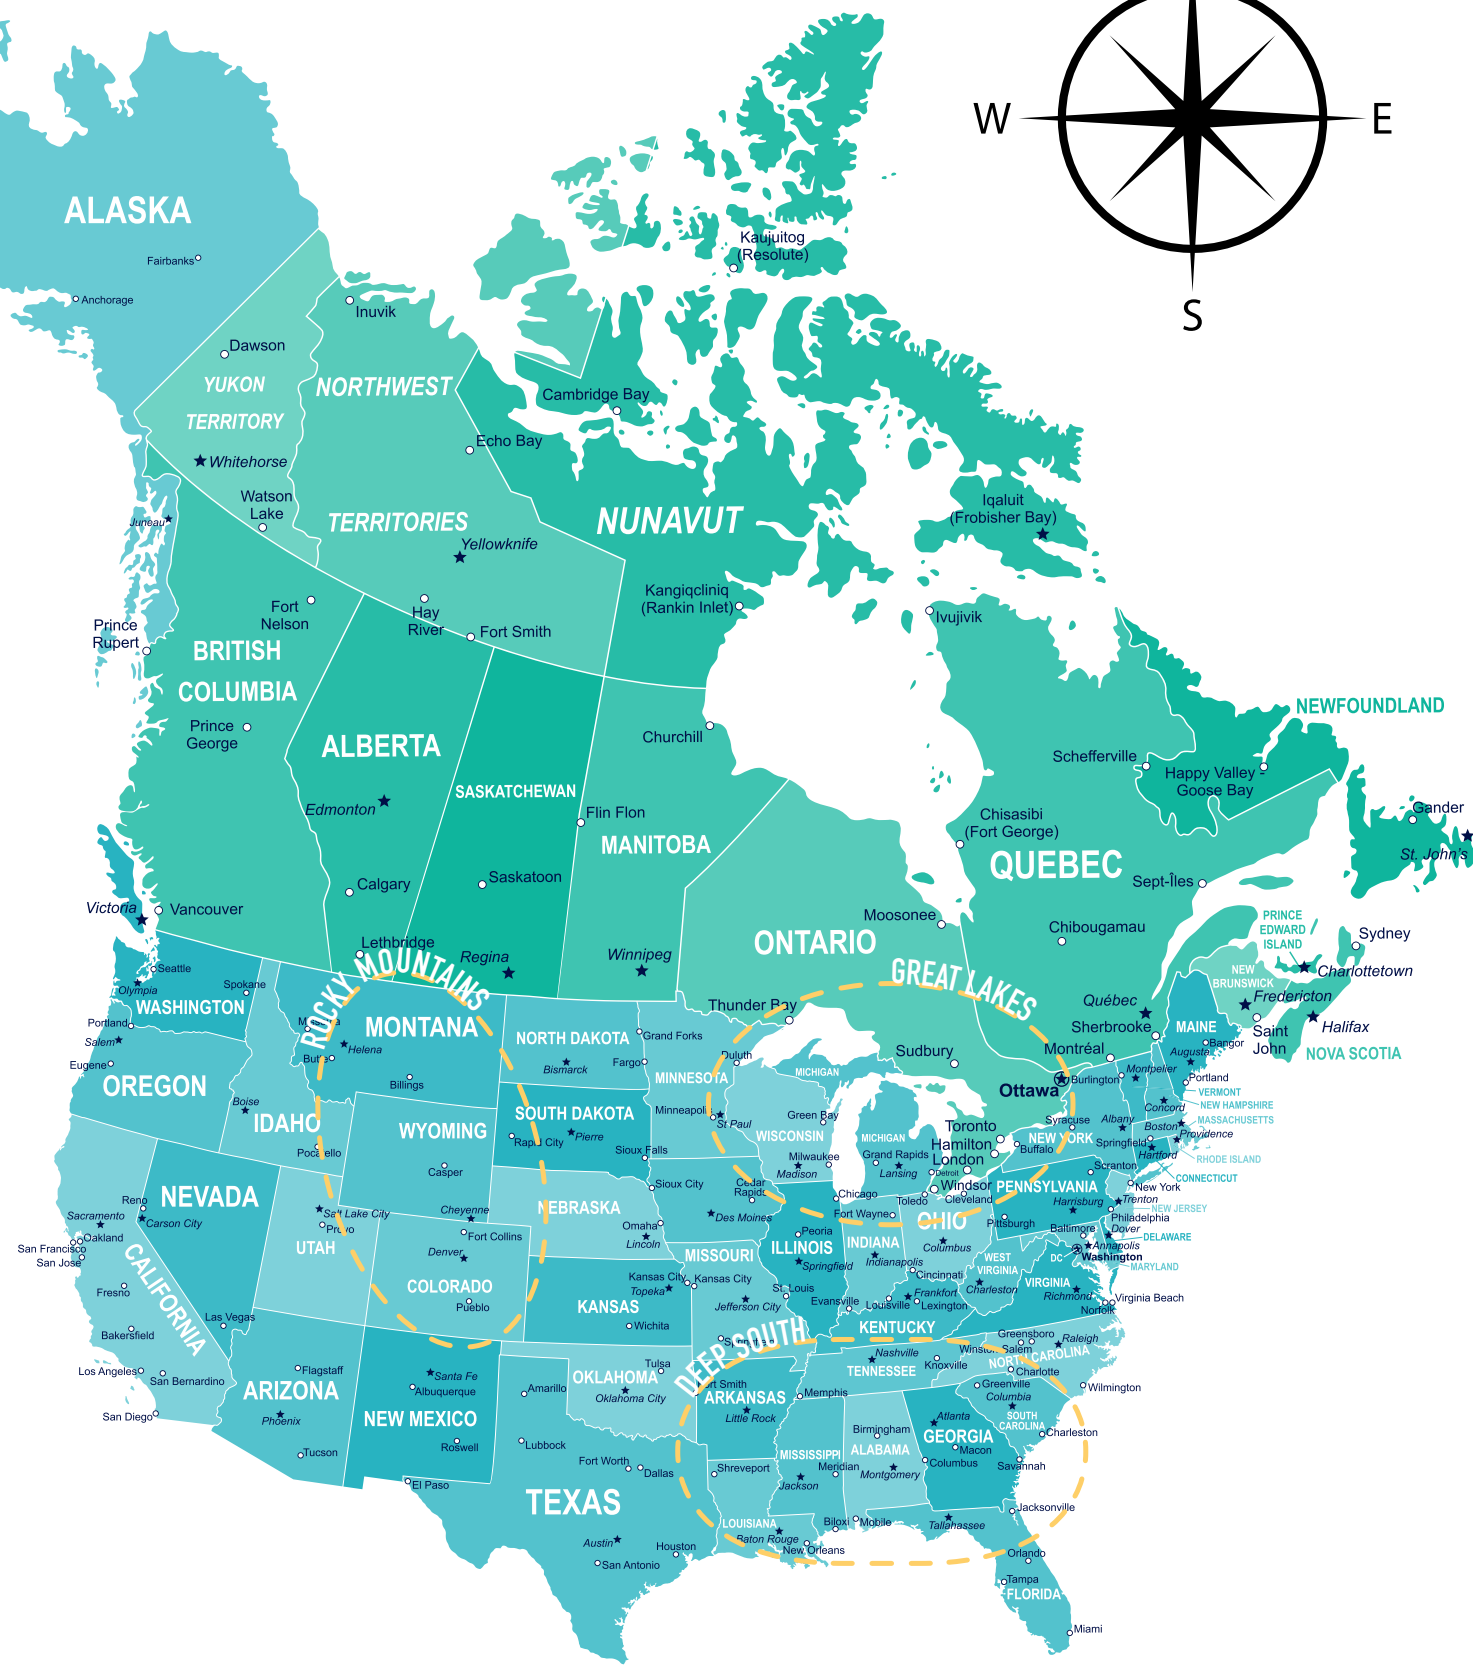 W
E
S
ALASKA
Fairbanks
Anchorage
Kaujuitog
(Resolute)
Inuvik
Dawson
YUKON
TERRITORY
Whitehorse
Watson
Lake
Juneau
NORTHWEST
TERRITORIES
Echo Bay
Yellowknife
Hay
River
Fort Smith
Cambridge Bay
NUNAVUT
Iqaluit
(Frobisher Bay)
Kangiqcliniq
(Rankin Inlet)
Ivujivik
Fort
Nelson
Prince
Rupert
BRITISH
COLUMBIA
Prince
George
Victoria
Vancouver
ALBERTA
Edmonton
Calgary
Lethbridge
SASKATCHEWAN
Saskatoon
Regina
Churchill
Flin Flon
MANITOBA
Winnipeg
ONTARIO
Moosonee
Thunder Bay
Sudbury
Ottawa
Toronto
Hamilton
London
Windsor
Schefferville
Chisasibi
(Fort George)
QUEBEC
Sept-Îles
Chibougamau
Québec
Sherbrooke
Montréal
NEWFOUNDLAND
Happy Valley -
Goose Bay
Gander
St. John's
PRINCE
EDWARD
ISLAND
Sydney
Charlottetown
NEW
BRUNSWICK
Fredericton
Saint
John
Halifax
NOVA SCOTIA
ROCKY MOUNTAINS
GREAT LAKES
DEEP SOUTH
Seattle
Olympia
Spokane
WASHINGTON
Portland
Salem
Eugene
OREGON
Boise
IDAHO
Pocatello
Missoula
Butte
Helena
MONTANA
Billings
WYOMING
Casper
Cheyenne
NEVADA
Reno
Carson City
Las Vegas
Sacramento
Oakland
San Francisco
San Jose
CALIFORNIA
Fresno
Bakersfield
Los Angeles
San Bernardino
San Diego
Salt Lake City
Provo
UTAH
Fort Collins
Denver
COLORADO
Pueblo
ARIZONA
Flagstaff
Phoenix
Tucson
NEW MEXICO
Santa Fe
Albuquerque
Roswell
NORTH DAKOTA
Grand Forks
Bismarck
Fargo
SOUTH DAKOTA
Rapid City
Pierre
Sioux Falls
NEBRASKA
Omaha
Lincoln
KANSAS
Kansas City
Topeka
Wichita
OKLAHOMA
Tulsa
Oklahoma City
TEXAS
Amarillo
Lubbock
Fort Worth
Dallas
El Paso
Austin
Houston
San Antonio
Duluth
MINNESOTA
Minneapolis
St Paul
Sioux City
Cedar
Rapids
Des Moines
MISSOURI
Kansas City
Jefferson City
St. Louis
Springfield
Fort Smith
ARKANSAS
Little Rock
Shreveport
LOUISIANA
Baton Rouge
New Orleans
WISCONSIN
Green Bay
Milwaukee
Madison
MICHIGAN
MICHIGAN
Grand Rapids
Lansing
Detroit
Chicago
Peoria
ILLINOIS
Springfield
Fort Wayne
INDIANA
Indianapolis
Evansville
Toledo
Cleveland
OHIO
Columbus
Cincinnati
Louisville
Frankfort
Lexington
KENTUCKY
Nashville
TENNESSEE
Knoxville
Memphis
MISSISSIPPI
Meridian
Jackson
Biloxi
Birmingham
ALABAMA
Montgomery
Mobile
Atlanta
GEORGIA
Macon
Columbus
Savannah
Tallahassee
Jacksonville
Orlando
Tampa
FLORIDA
Miami
Greenville
Columbia
SOUTH
CAROLINA
Charleston
Greensboro
Raleigh
Winston Salem
NORTH CAROLINA
Charlotte
Wilmington
WEST
VIRGINIA
Charleston
VIRGINIA
Richmond
Norfolk
Virginia Beach
DC
Washington
Baltimore
Annapolis
MARYLAND
Dover
DELAWARE
PENNSYLVANIA
Scranton
Harrisburg
Pittsburgh
Philadelphia
Trenton
NEW JERSEY
New York
NEW YORK
Buffalo
Syracuse
Albany
Burlington
Montpelier
VERMONT
Concord
NEW HAMPSHIRE
MAINE
Bangor
Augusta
Portland
Boston
MASSACHUSETTS
Springfield
Providence
RHODE ISLAND
Hartford
CONNECTICUT